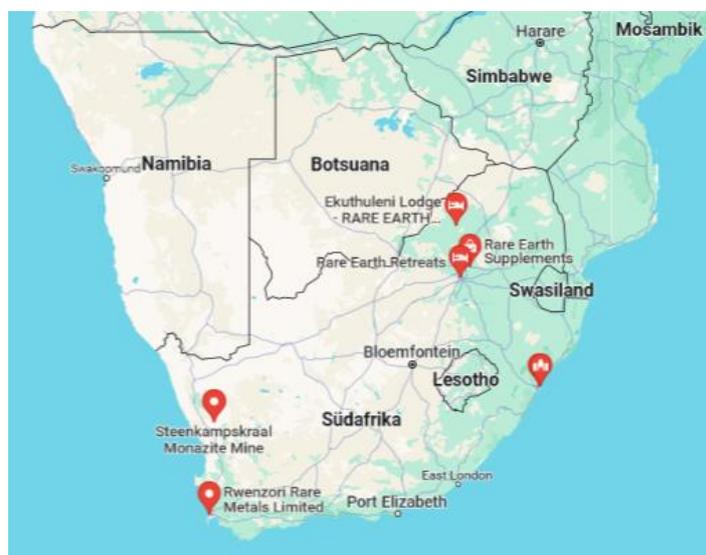 Harare
Mosambik
Simbabwe
Swakopmund
Namibia
Botsuana
Ekuthuleni Lodge
- RARE EARTH...
Rare Earth Retreats
Rare Earth
Supplements
Swasiland
Bloemfontein
Lesotho
Steenkampskraal
Monazite Mine
Südafrika
East London
Rwenzori Rare
Metals Limited
Port Elizabeth